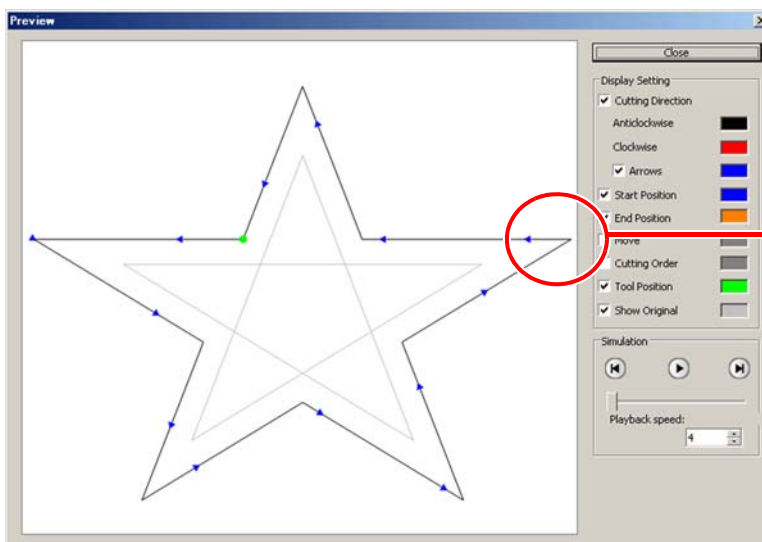 Preview
Close
Display Setting
Cutting Direction
Anticlockwise
Clockwise
Arrows
Start Position
End Position
Move
Cutting Order
Tool Position
Show Original
Simulation
Playback speed:
4